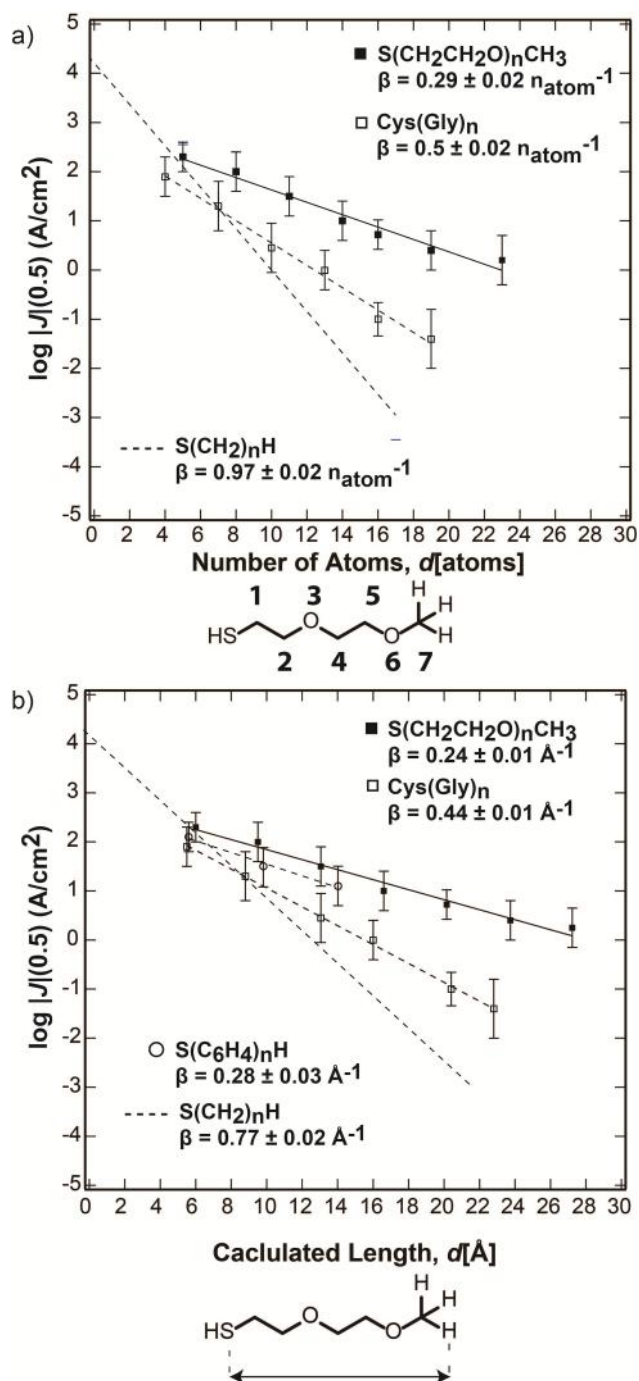 a)
S(CH2CH2O)nCH3
β = 0.29 ± 0.02 natom-1
Cys(Gly)n
β = 0.5 ± 0.02 natom-1
S(CH2)nH
β = 0.97 ± 0.02 natom-1
log |J|(0.5) (A/cm2)
5
4
3
2
1
0
-1
-2
-3
-4
-5
0 2 4 6 8 10 12 14 16 18 20 22 24 26 28 30
Number of Atoms, d[atoms]
1 3 5 H
HS O O H
H
2 4 6 7
b)
S(CH2CH2O)nCH3
β = 0.24 ± 0.01 Å-1
Cys(Gly)n
β = 0.44 ± 0.01 Å-1
S(C6H4)nH
β = 0.28 ± 0.03 Å-1
S(CH2)nH
β = 0.77 ± 0.02 Å-1
log |J|(0.5) (A/cm2)
5
4
3
2
1
0
-1
-2
-3
-4
-5
0 2 4 6 8 10 12 14 16 18 20 22 24 26 28 30
Caclulated Length, d[Å]
H
H
HS O O H